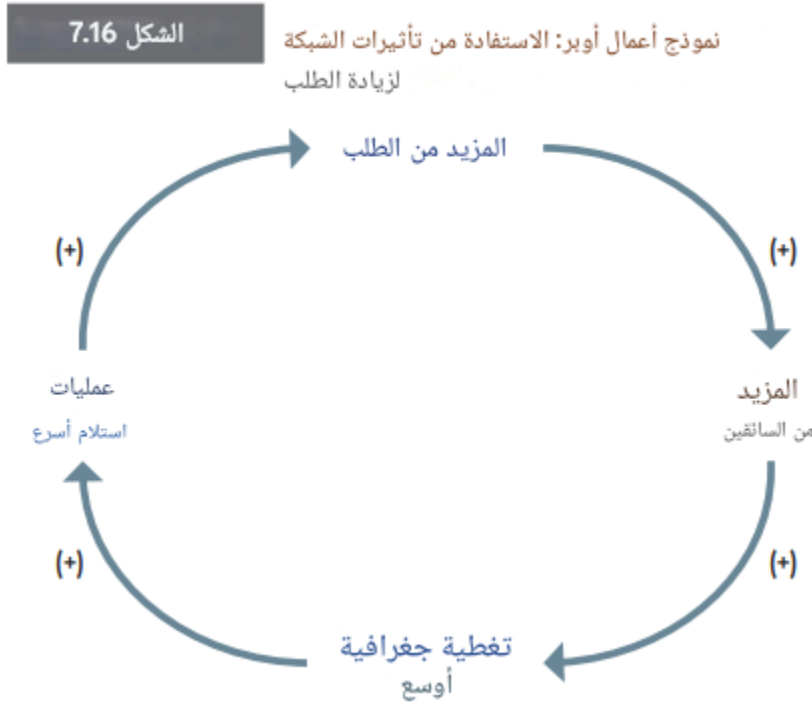 الشكل 7.16
نموذج أعمال أوبر: الاستفادة من تأثيرات الشبكة
لزيادة الطلب
المزيد من الطلب
(+)
(+)
المزيد
من السائقين
عمليات
استلام أسرع
(+)
(+)
تغطية جغرافية
أوسع